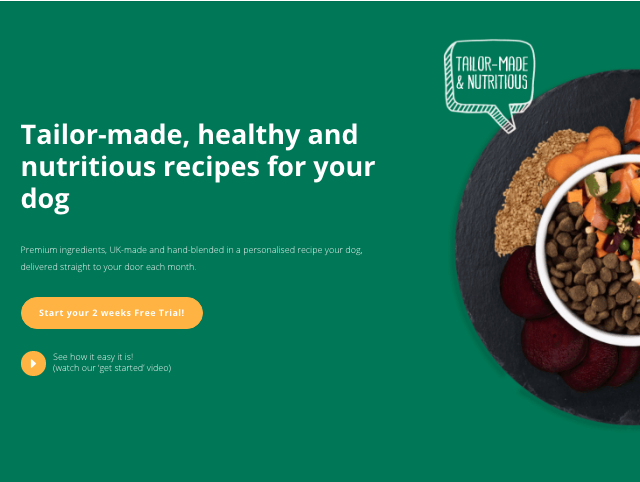 TAILOR-MADE
& NUTRITIOUS
Tailor-made, healthy and
nutritious recipes for your
dog
Premium ingredients, UK-made and hand-blended in a personalised recipe your dog,
delivered straight to your door each month.
Start your 2 weeks Free Trial!
See how it easy it is!
(watch our 'get started' video)